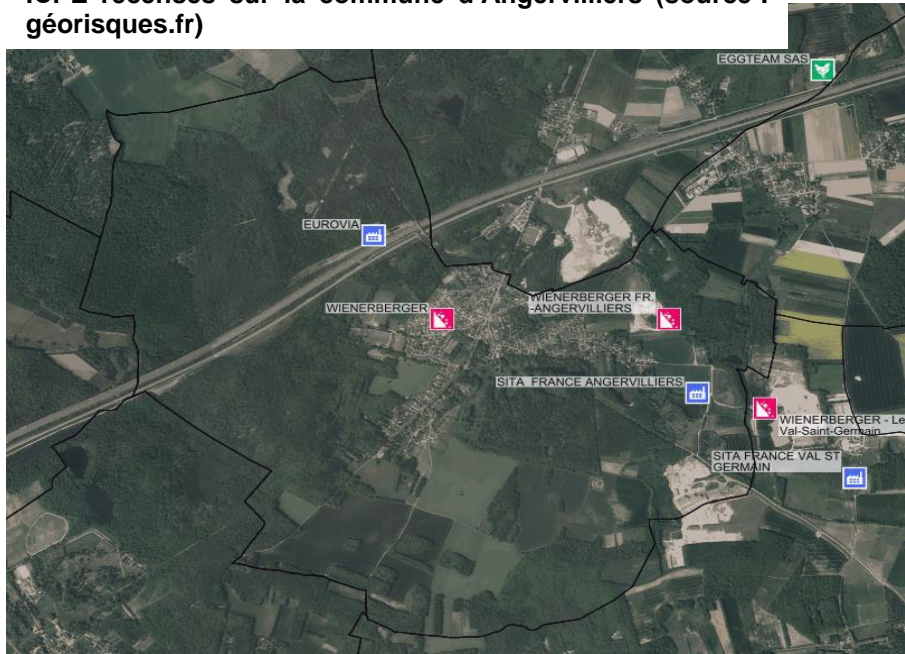 géorisques.fr)
EGGTEAM SAS
EUROVIA
WIENERBERGER
WIENERBERGER FR.
-ANGERVILLIERS
SITA FRANCE ANGERVILLIERS
WIENERBERGER - Le
Val-Saint-Germain
SITA FRANCE VAL ST
GERMAIN